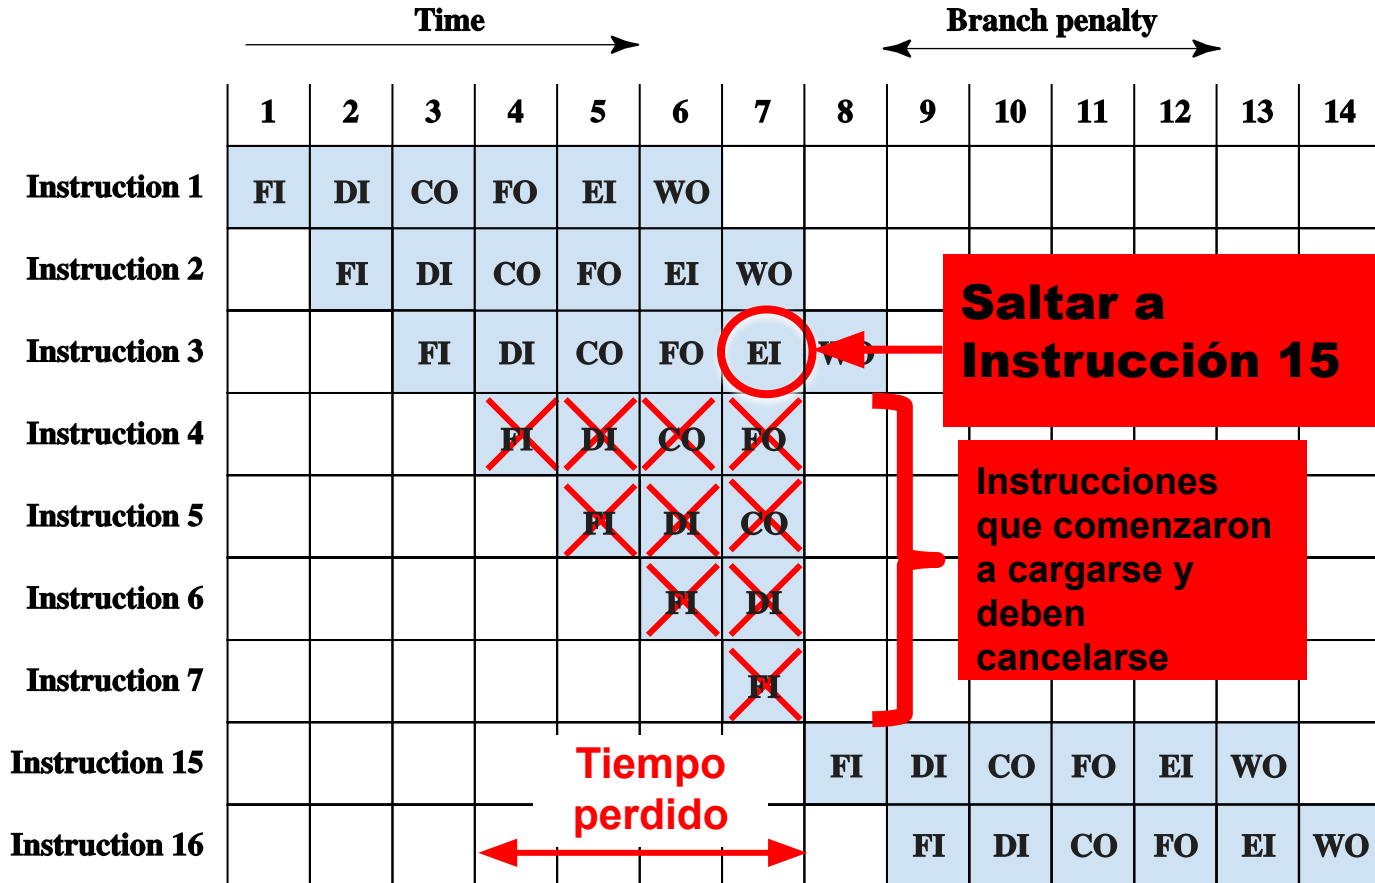 Time Branch penalty
1 2 3 4 5 6 7 8 9 10 11 12 13 14
Instruction 1 FI DI CO FO EI WO
Instruction 2 FI DI CO FO EI WO
Instruction 3 FI DI CO FO EI WO
Saltar a
Instrucción 15
Instruction 4 FI DI CO FO
Instruction 5 FI DI CO
Instruction 6 FI DI
Instruction 7 FI
Instrucciones
que comenzaron
a cargarse y
deben
cancelarse
Instruction 15 FI DI CO FO EI WO
Instruction 16 FI DI CO FO EI WO
Tiempo
perdido